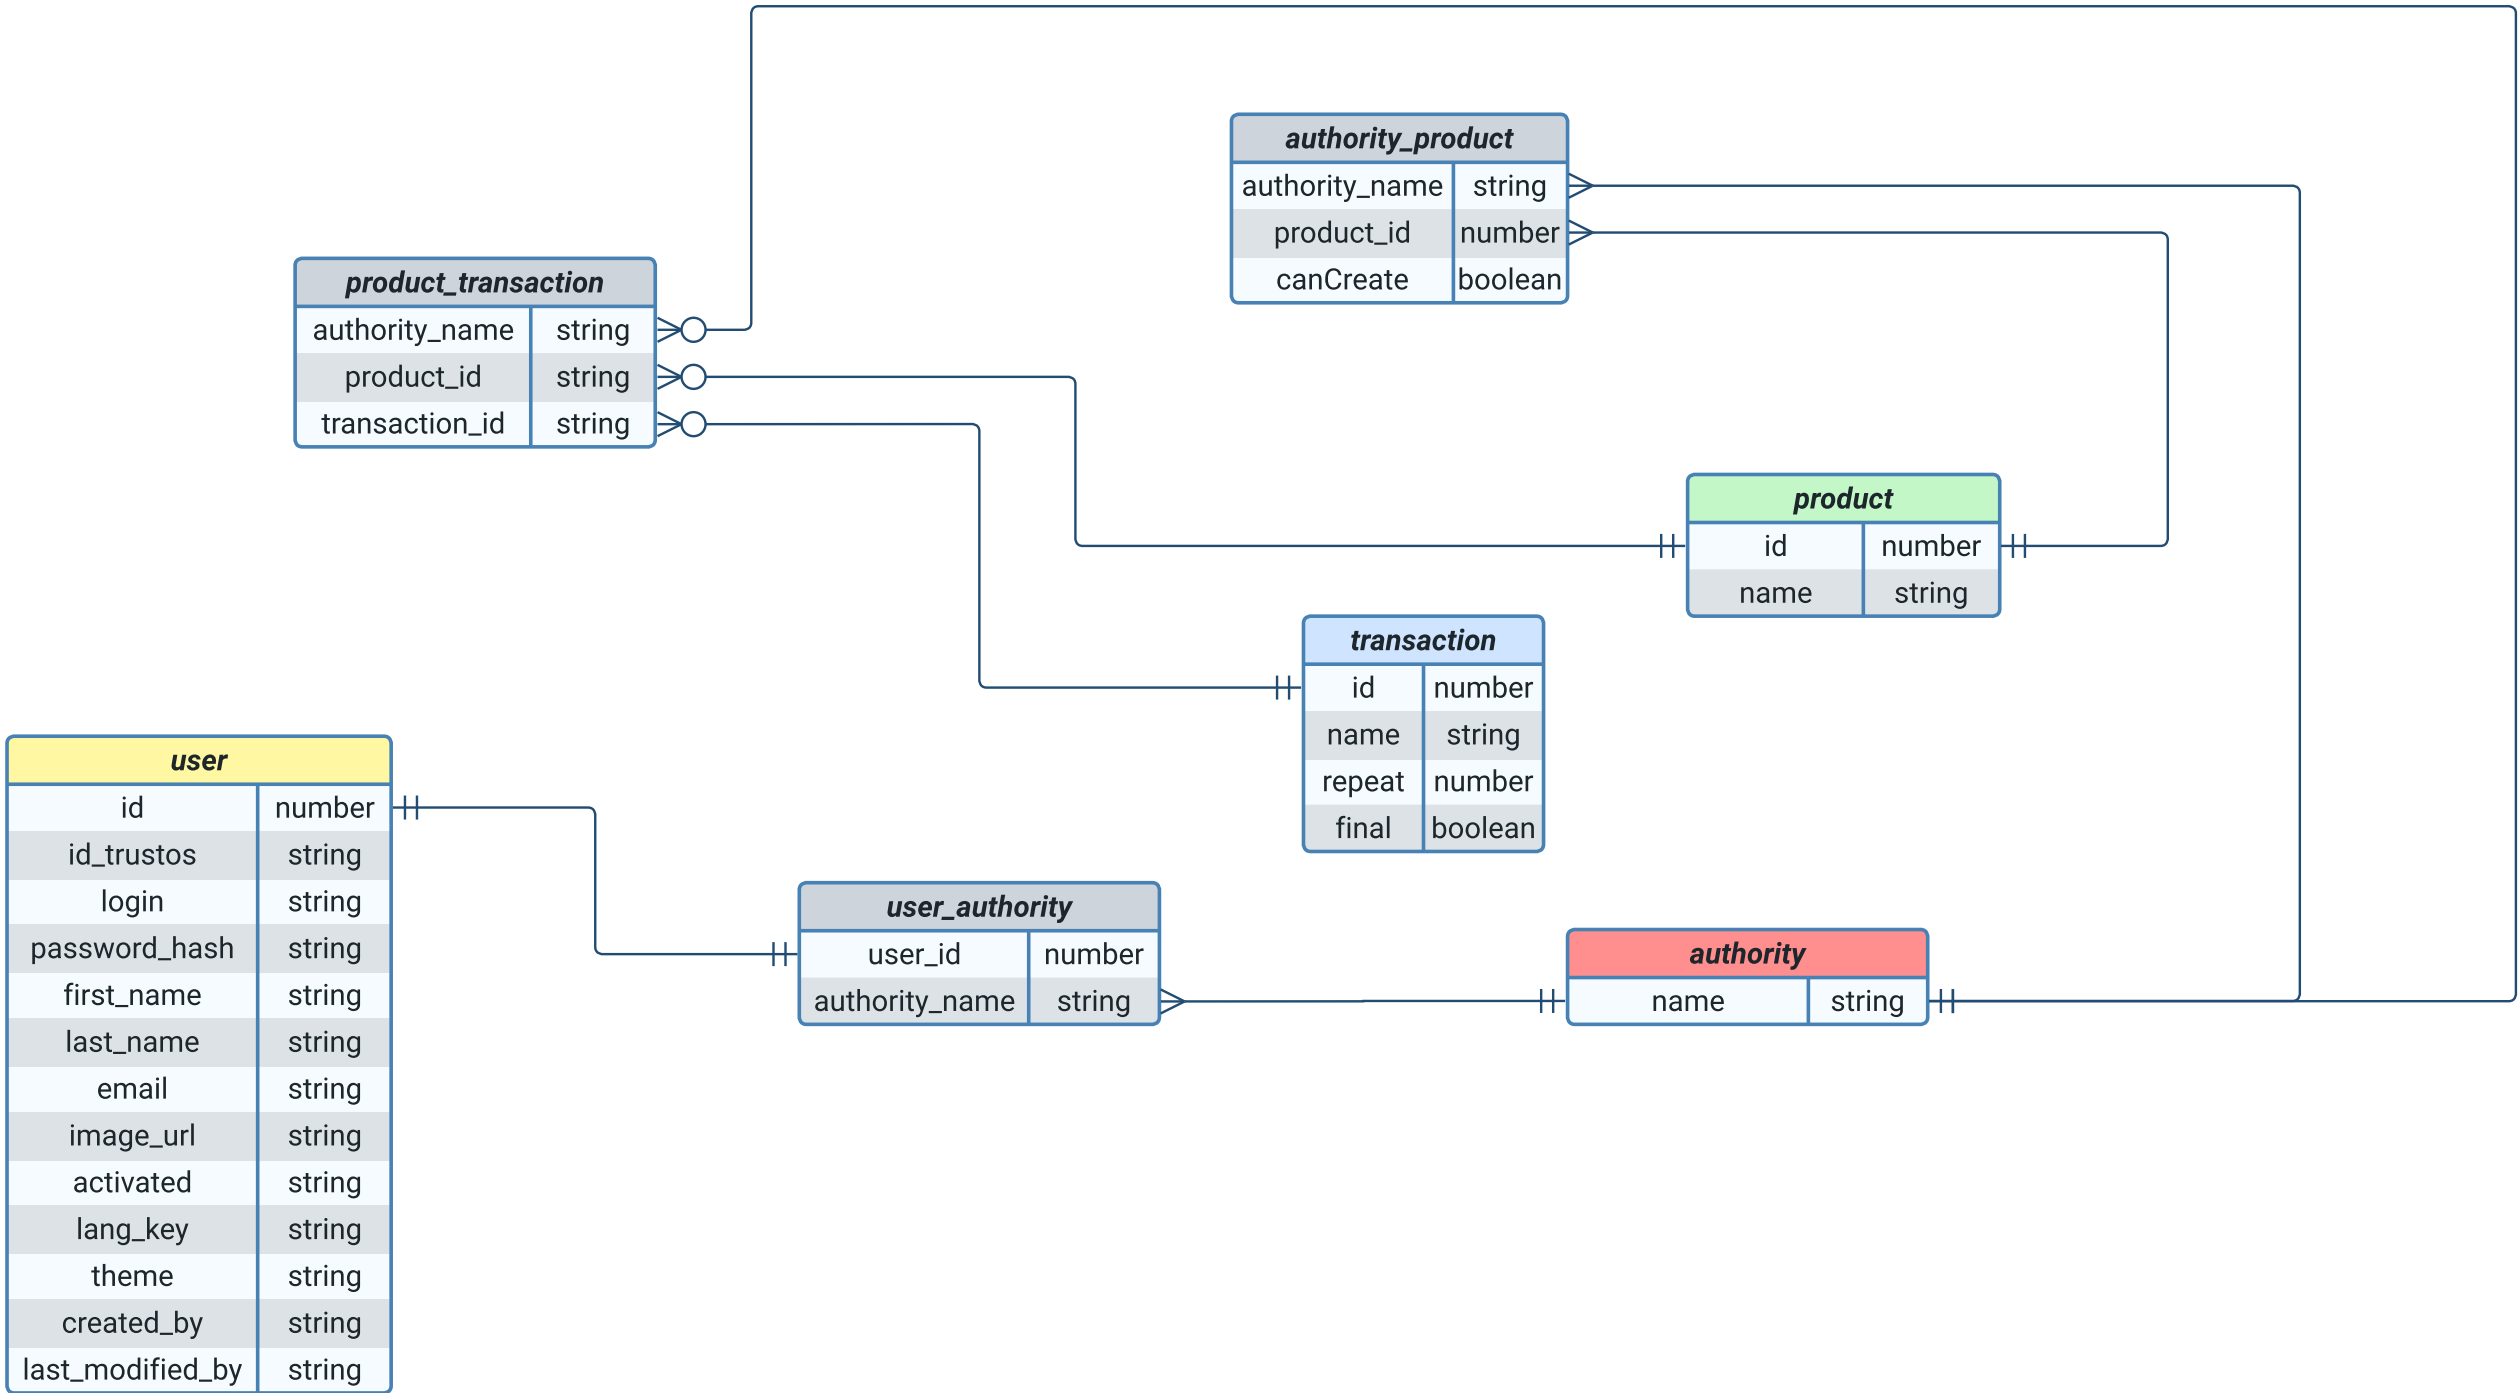 authority_product
authority_name string
product_id number
canCreate boolean
product_transaction
authority_name string
product_id string
transaction_id string
product
id number
name string
transaction
id number
name string
repeat number
final boolean
user
id number
id_trustos string
login string
password_hash string
first_name string
last_name string
email string
image_url string
activated string
lang_key string
theme string
created_by string
last_modified_by string
user_authority
user_id number
authority_name string
authority
name string